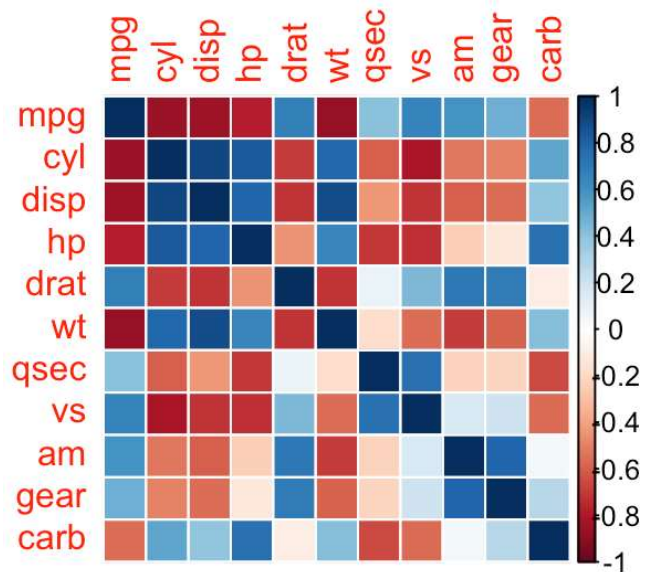 mpg cyl disp hp drat wt qsec vs am gear carb
mpg
cyl
disp
hp
drat
wt
qsec
vs
am
gear
carb
1
0.8
0.6
0.4
0.2
0
-0.2
-0.4
-0.6
-0.8
-1